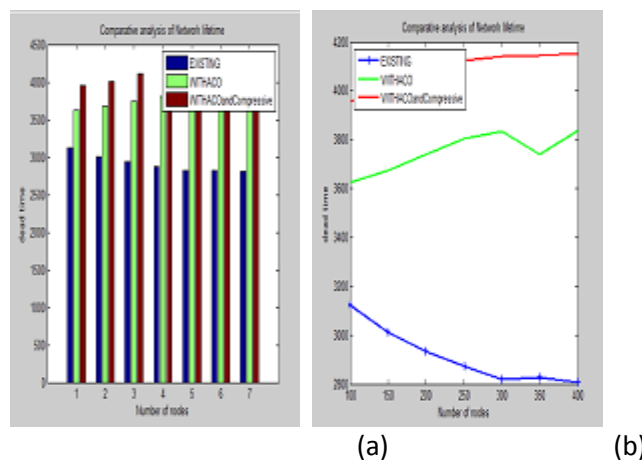 Comparative analysis of Network lifetime
4500
4000
3500
3000
2500
2000
1500
1000
500
0
dead time
EXISTING
WITHACO
WITHACOandCompressive
1 2 3 4 5 6 7
Number of nodes
Comparative analysis of Network lifetime
4200
4000
3800
3600
3400
3200
3000
2800
dead time
EXISTING
WITHACO
WITHACOandCompressive
100 150 200 250 300 350 400
Number of nodes
(a) (b)